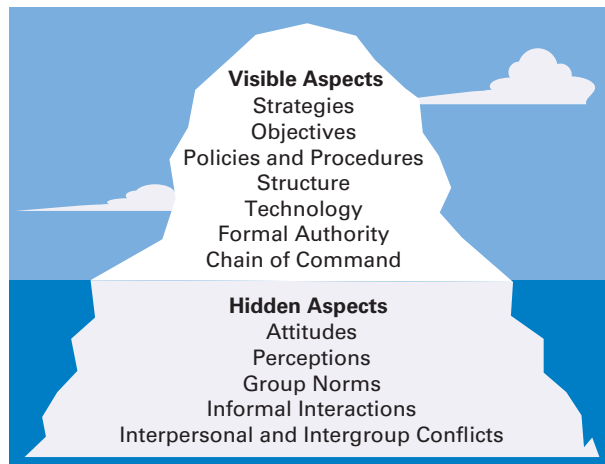 Visible Aspects
Strategies
Objectives
Policies and Procedures
Structure
Technology
Formal Authority
Chain of Command
Hidden Aspects
Attitudes
Perceptions
Group Norms
Informal Interactions
Interpersonal and Intergroup Conflicts